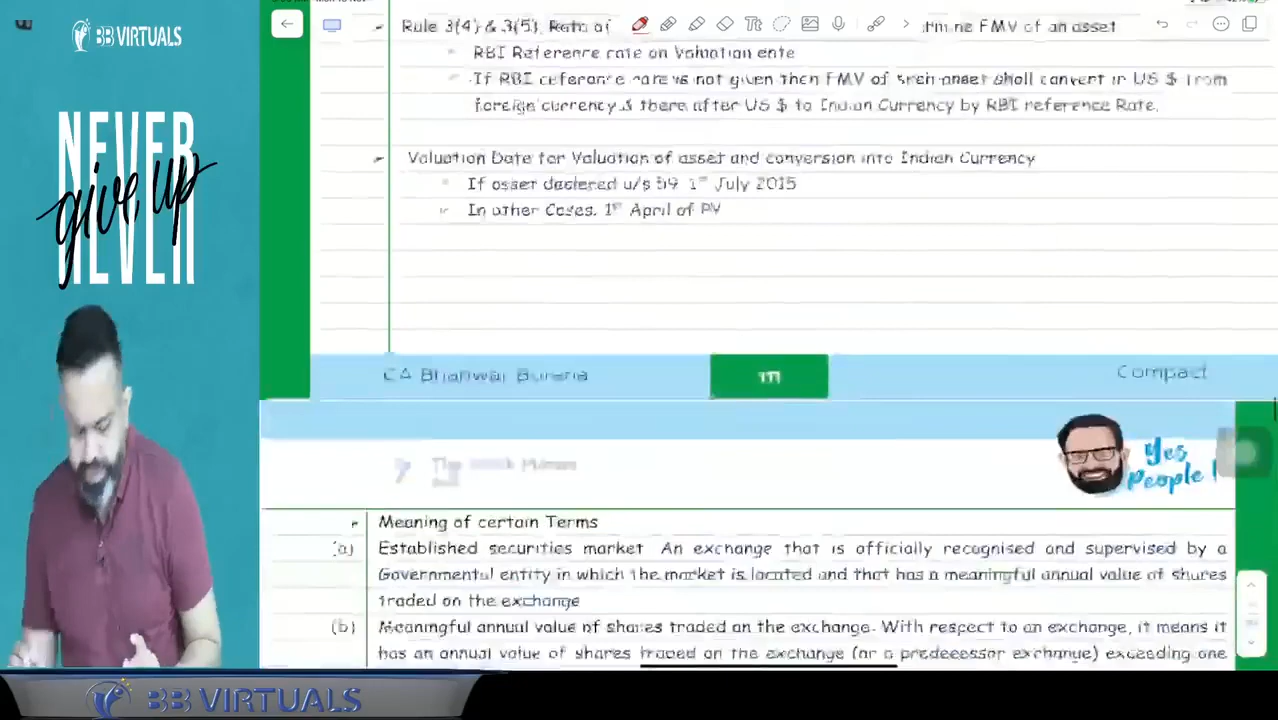 BB VIRTUALS
NEVER
give up
NEVER
Rule 3(4) & 3(5), FMV of an asset
RBI Reference rate on Valuation
If RBI is not given then FMV of such asset shall convert in US $ from
foreign currency & there after US $ to Indian Currency by RBI reference Rate.
Valuation Date for Valuation of asset and conversion into Indian Currency
If asset declared u/s 59 1st July 2015
In other Cases, 1st April of PY
CA Bhanwar Borana
171
Compact
Yes
People !
Meaning of certain Terms
(a) Established securities market An exchange that is officially recognised and supervised by a
Governmental entity in which the market is located and that has a meaningful annual value of shares
traded on the exchange
(b) Meaningful annual value of shares traded on the exchange. With respect to an exchange, it means it
has an annual value of shares traded on the exchange (or a predecessor exchange) exceeding one
BB VIRTUALS